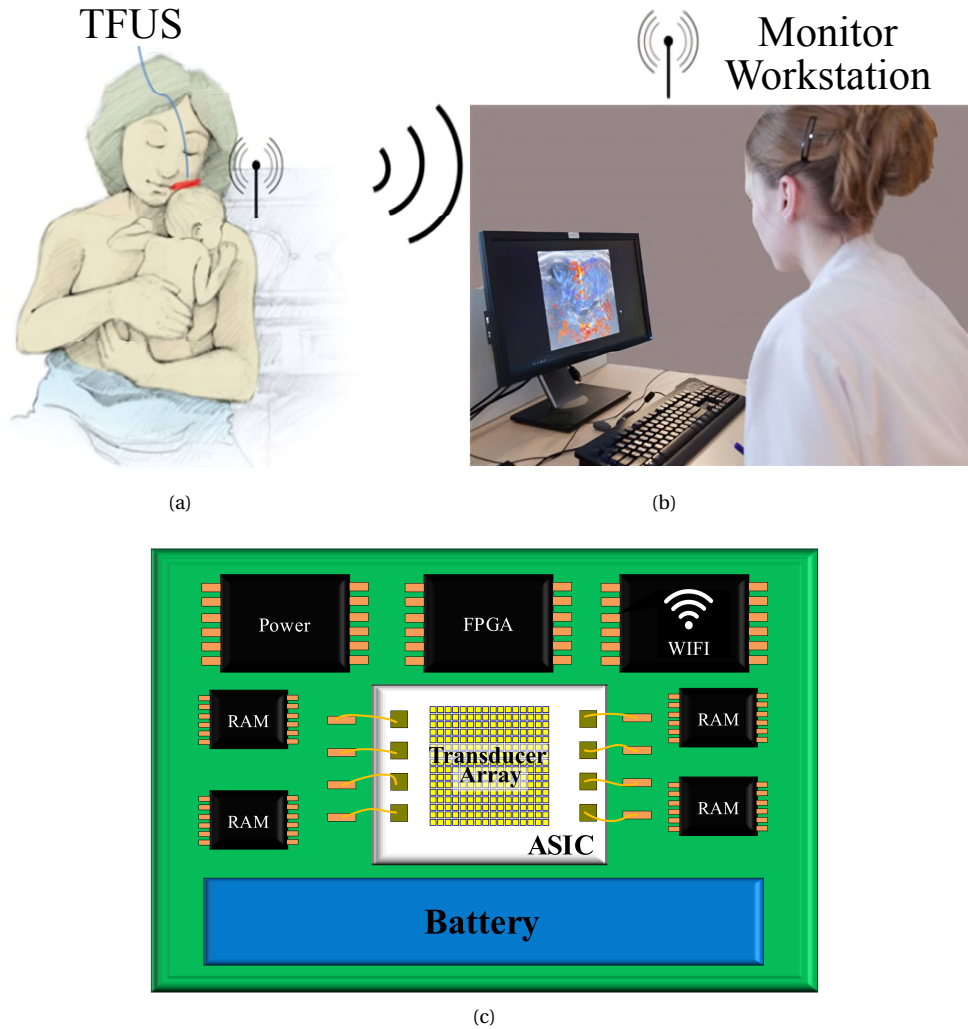 TFUS
Monitor
Workstation
(a)
(b)
Power
FPGA
WIFI
RAM
RAM
Transducer
Array
RAM
RAM
ASIC
Battery
(c)